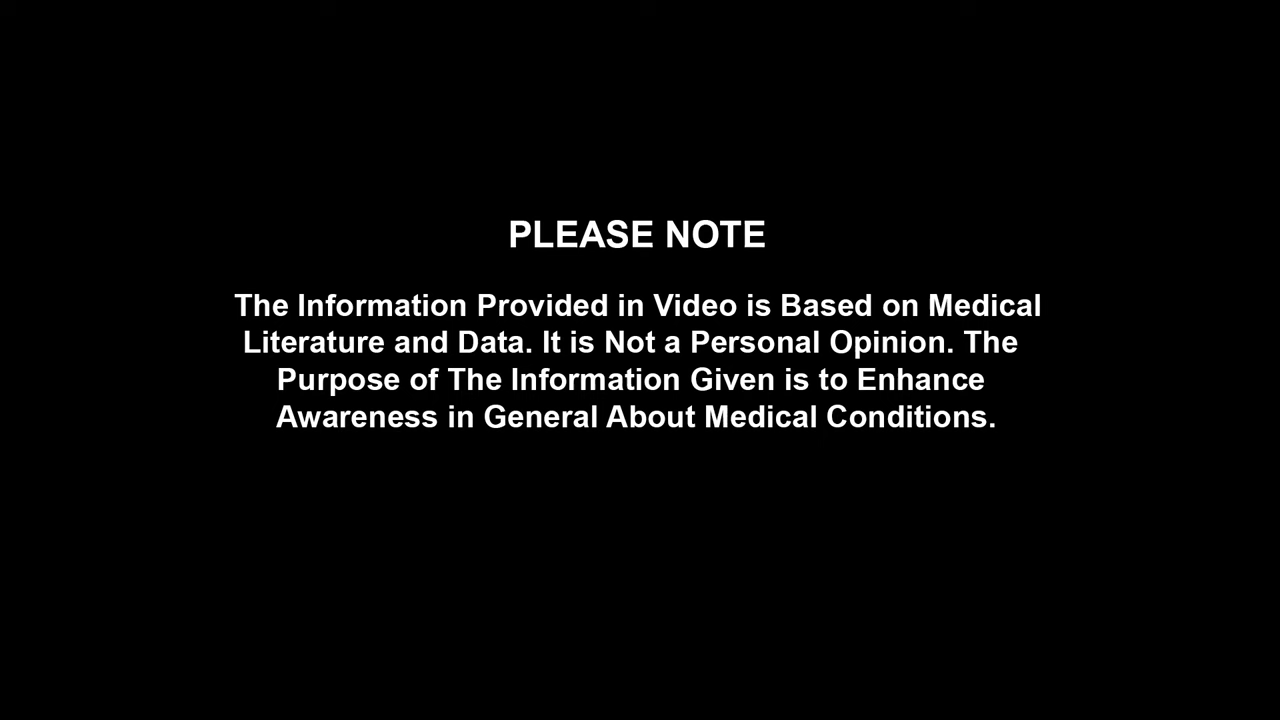 PLEASE NOTE
The Information Provided in Video is Based on Medical
Literature and Data. It is Not a Personal Opinion. The
Purpose of The Information Given is to Enhance
Awareness in General About Medical Conditions.